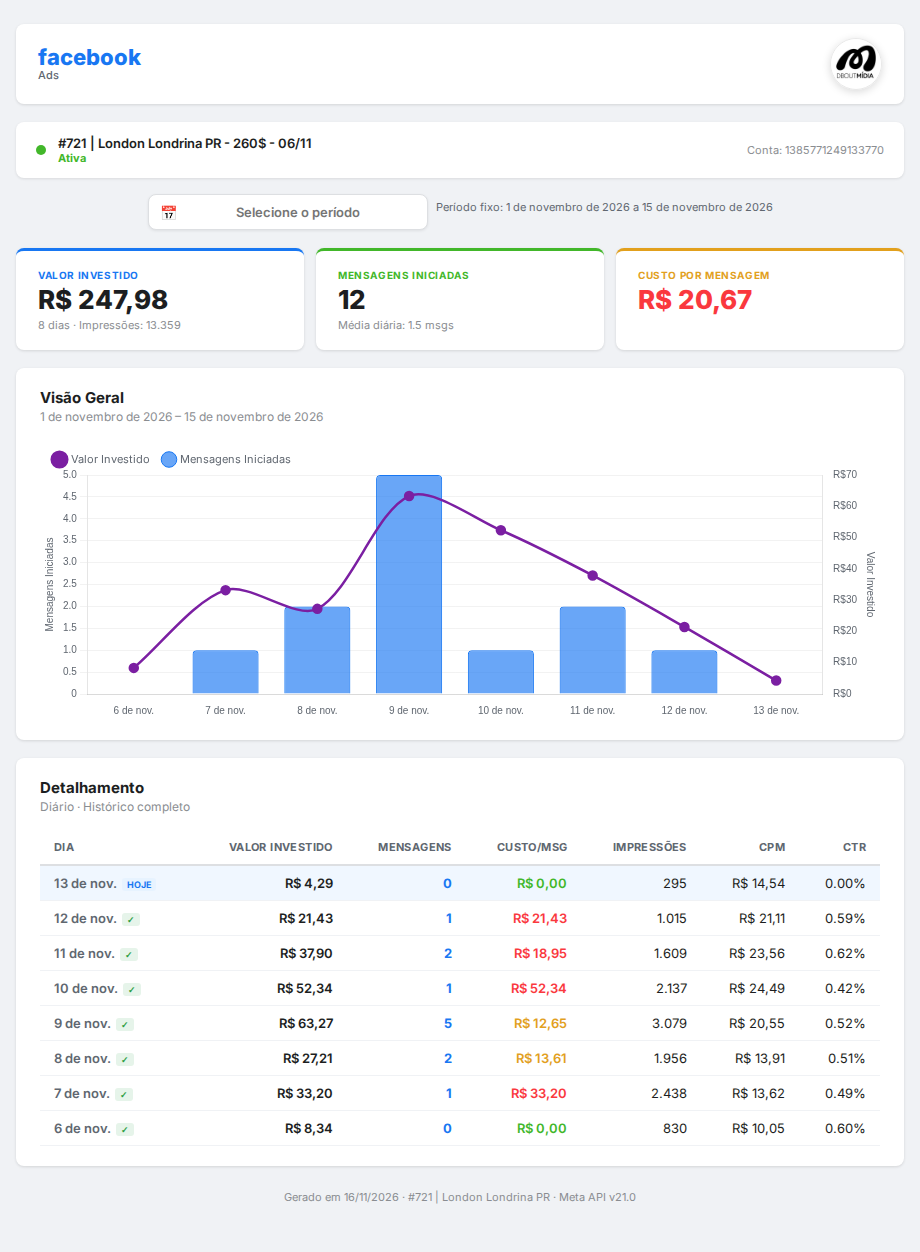 facebook
Ads
DBOUTMÍDIA
#721 | London Londrina PR - 260$ - 06/11
Ativa
Conta: 1385771249133770
Selecione o período
Período fixo: 1 de novembro de 2026 a 15 de novembro de 2026
VALOR INVESTIDO
R$ 247,98
8 dias · Impressões: 13.359
MENSAGENS INICIADAS
12
Média diária: 1.5 msgs
CUSTO POR MENSAGEM
R$ 20,67
Visão Geral
1 de novembro de 2026 – 15 de novembro de 2026
Valor Investido Mensagens Iniciadas
Mensagens Iniciadas
5.0
4.5
4.0
3.5
3.0
2.5
2.0
1.5
1.0
0.5
0
R$70
R$60
R$50
R$40
R$30
R$20
R$10
R$0
Valor Investido
6 de nov. 7 de nov. 8 de nov. 9 de nov. 10 de nov. 11 de nov. 12 de nov. 13 de nov.
Detalhamento
Diário · Histórico completo
DIA VALOR INVESTIDO MENSAGENS CUSTO/MSG IMPRESSÕES CPM CTR
13 de nov. HOJE R$ 4,29 0 R$ 0,00 295 R$ 14,54 0.00%
12 de nov. ✓ R$ 21,43 1 R$ 21,43 1.015 R$ 21,11 0.59%
11 de nov. ✓ R$ 37,90 2 R$ 18,95 1.609 R$ 23,56 0.62%
10 de nov. ✓ R$ 52,34 1 R$ 52,34 2.137 R$ 24,49 0.42%
9 de nov. ✓ R$ 63,27 5 R$ 12,65 3.079 R$ 20,55 0.52%
8 de nov. ✓ R$ 27,21 2 R$ 13,61 1.956 R$ 13,91 0.51%
7 de nov. ✓ R$ 33,20 1 R$ 33,20 2.438 R$ 13,62 0.49%
6 de nov. ✓ R$ 8,34 0 R$ 0,00 830 R$ 10,05 0.60%
Gerado em 16/11/2026 · #721 | London Londrina PR · Meta API v21.0